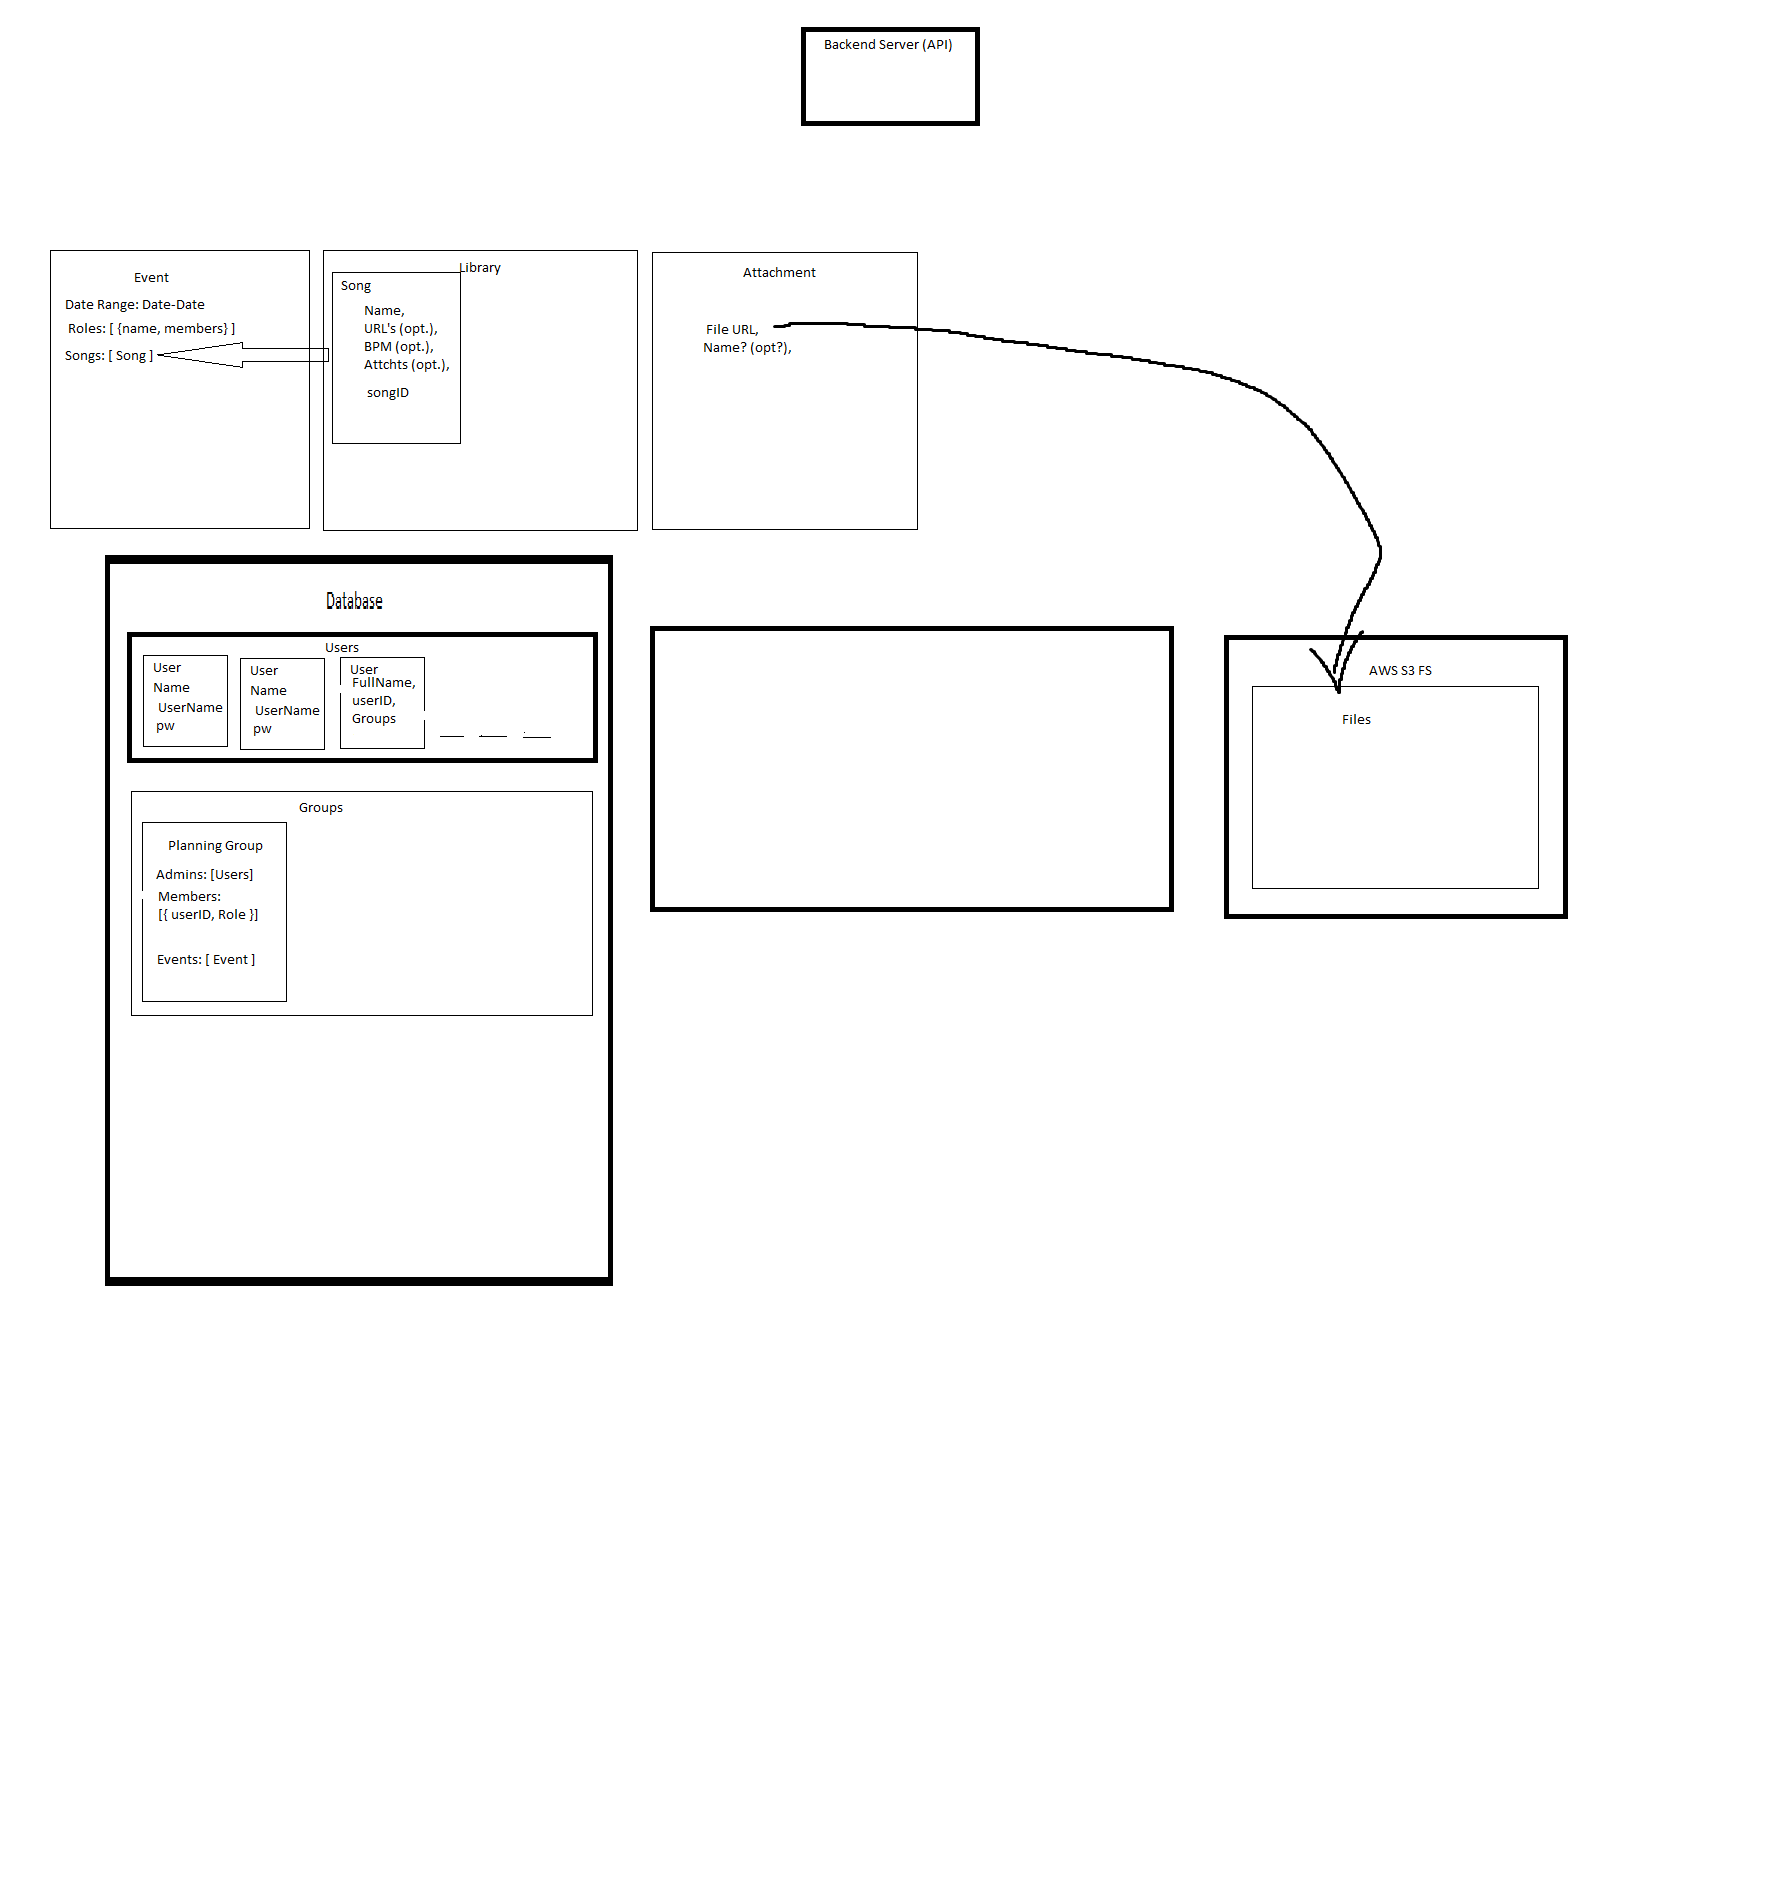 Backend Server (API)
Event
Date Range: Date-Date
Roles: [ {name, members} ]
Songs: [ Song ]
Library
Song
Name,
URL's (opt.),
BPM (opt.),
Attchts (opt.),
songID
Attachment
File URL,
Name? (opt?),
Database
Users
User
Name
UserName
pw
User
Name
UserName
pw
User
FullName,
userID,
Groups
Groups
Planning Group
Admins: [Users]
Members:
[{ userID, Role }]
Events: [ Event ]
AWS S3 FS
Files